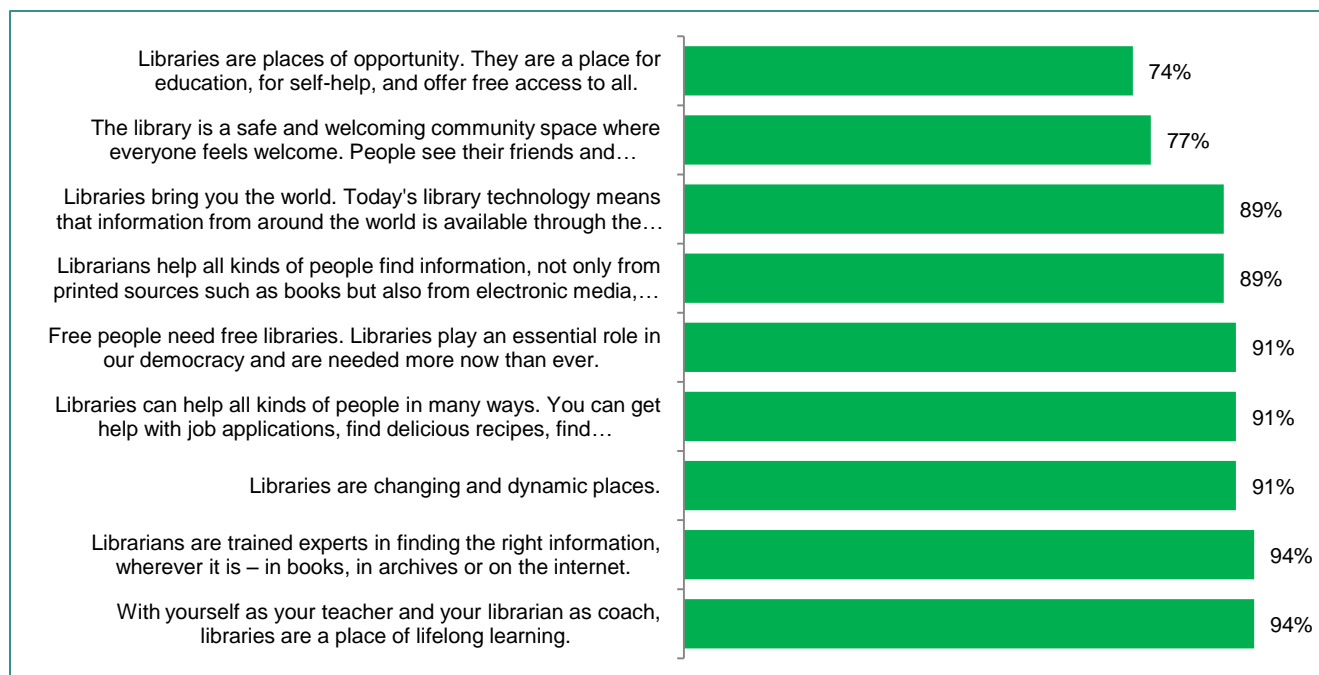 Libraries are places of opportunity. They are a place for
education, for self-help, and offer free access to all.
74%
The library is a safe and welcoming community space where
everyone feels welcome. People see their friends and…
77%
Libraries bring you the world. Today's library technology means
that information from around the world is available through the…
89%
Librarians help all kinds of people find information, not only from
printed sources such as books but also from electronic media,…
89%
Free people need free libraries. Libraries play an essential role in
our democracy and are needed more now than ever.
91%
Libraries can help all kinds of people in many ways. You can get
help with job applications, find delicious recipes, find…
91%
Libraries are changing and dynamic places.
91%
Librarians are trained experts in finding the right information,
wherever it is – in books, in archives or on the internet.
94%
With yourself as your teacher and your librarian as coach,
libraries are a place of lifelong learning.
94%